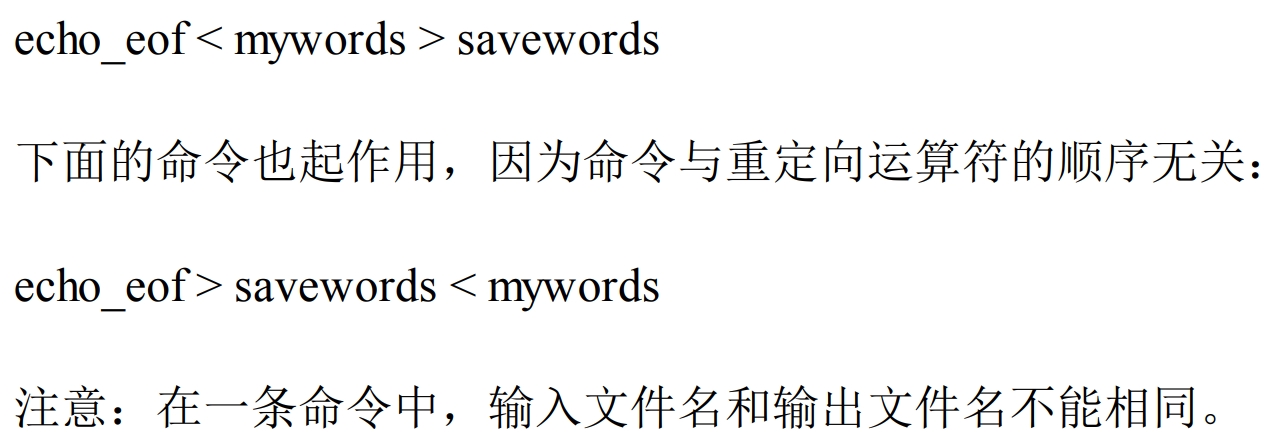 echo_eof < mywords > savewords
下面的命令也起作用，因为命令与重定向运算符的顺序无关：
echo_eof > savewords < mywords
注意：在一条命令中，输入文件名和输出文件名不能相同。